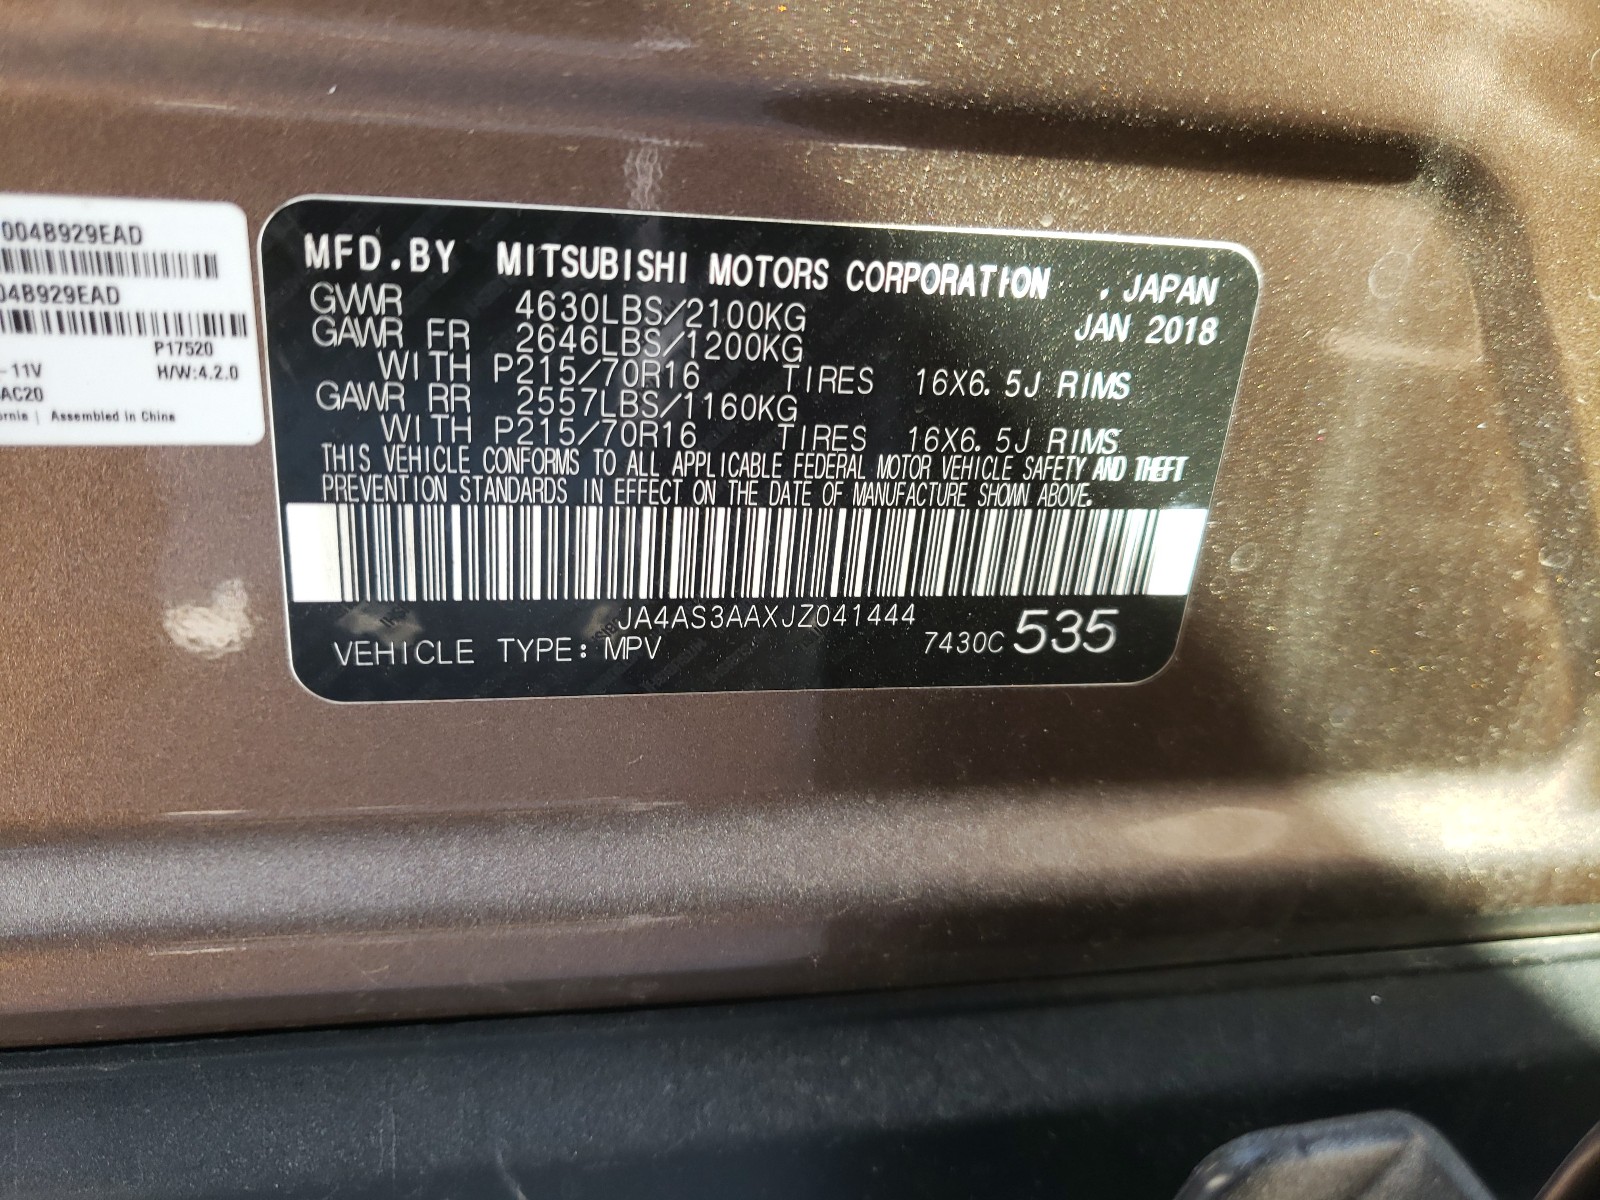 004B929EAD
04B929EAD
P17520
-11V
H/W:4.2.0
AC20
ornia | Assembled in China
MFD.BY MITSUBISHI MOTORS CORPORATION , JAPAN
GVWR 4630LBS/2100KG JAN 2018
GAWR FR 2646LBS/1200KG
WITH P215/70R16 TIRES 16X6.5J RIMS
GAWR RR 2557LBS/1160KG
WITH P215/70R16 TIRES 16X6.5J RIMS
THIS VEHICLE CONFORMS TO ALL APPLICABLE FEDERAL MOTOR VEHICLE SAFETY AND THEFT
PREVENTION STANDARDS IN EFFECT ON THE DATE OF MANUFACTURE SHOWN ABOVE.
JA4AS3AAXJZ041444
VEHICLE TYPE: MPV 7430C 535